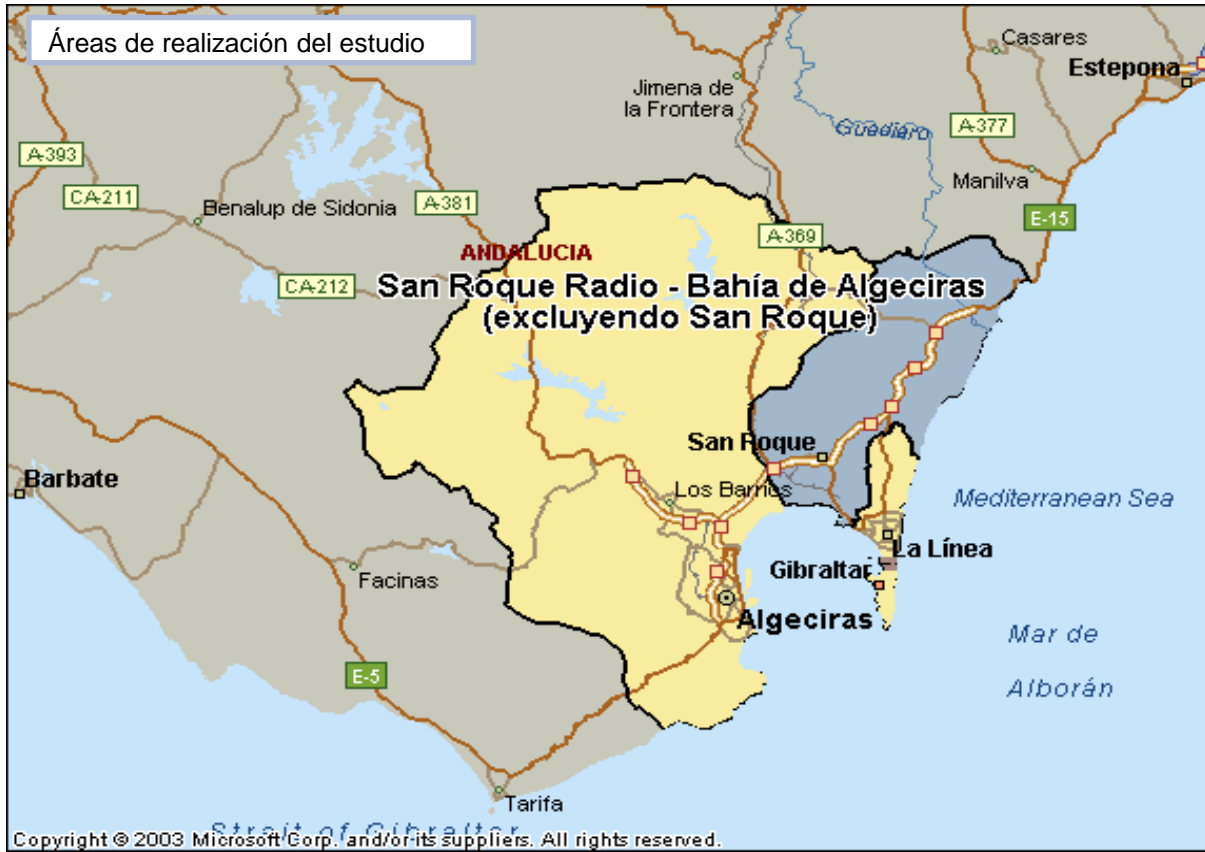 Áreas de realización del estudio
Casares
Estepona
Jimena de
la Frontera
Guadiaro
A-377
A-393
Manilva
CA-211
Benalup de Sidonia
A-381
E-15
A-369
ANDALUCIA
CA-212
San Roque Radio - Bahía de Algeciras
(excluyendo San Roque)
San Roque
Barbate
Los Barrios
Mediterranean Sea
La Línea
Facinas
Gibraltar
Algeciras
Mar de
Alborán
E-5
Tarifa
Strait of Gibraltar
Copyright © 2003 Microsoft Corp. and/or its suppliers. All rights reserved.